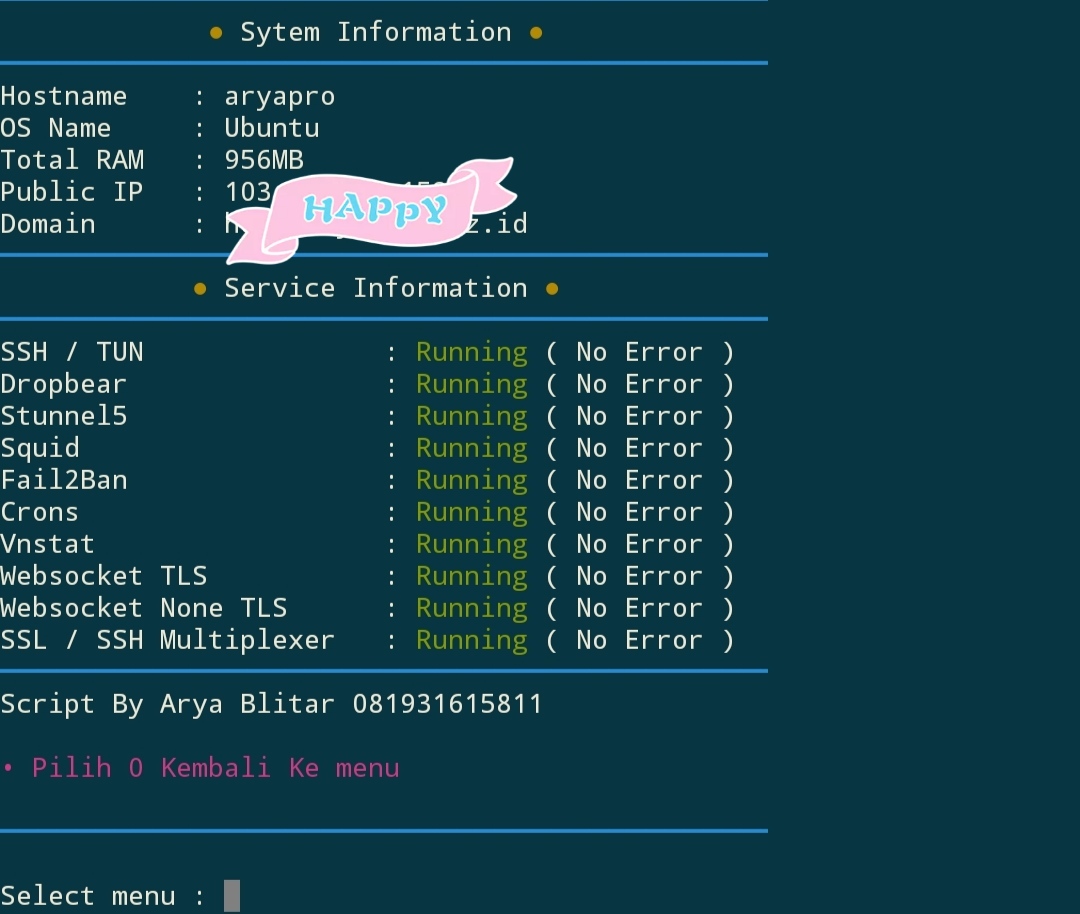 ● Sytem Information ●
Hostname : aryapro
OS Name : Ubuntu
Total RAM : 956MB
Public IP : 103
HAPPY
Domain : z.id
● Service Information ●
SSH / TUN : Running ( No Error )
Dropbear : Running ( No Error )
Stunnel5 : Running ( No Error )
Squid : Running ( No Error )
Fail2Ban : Running ( No Error )
Crons : Running ( No Error )
Vnstat : Running ( No Error )
Websocket TLS : Running ( No Error )
Websocket None TLS : Running ( No Error )
SSL / SSH Multiplexer : Running ( No Error )
Script By Arya Blitar 081931615811
• Pilih 0 Kembali Ke menu
Select menu :